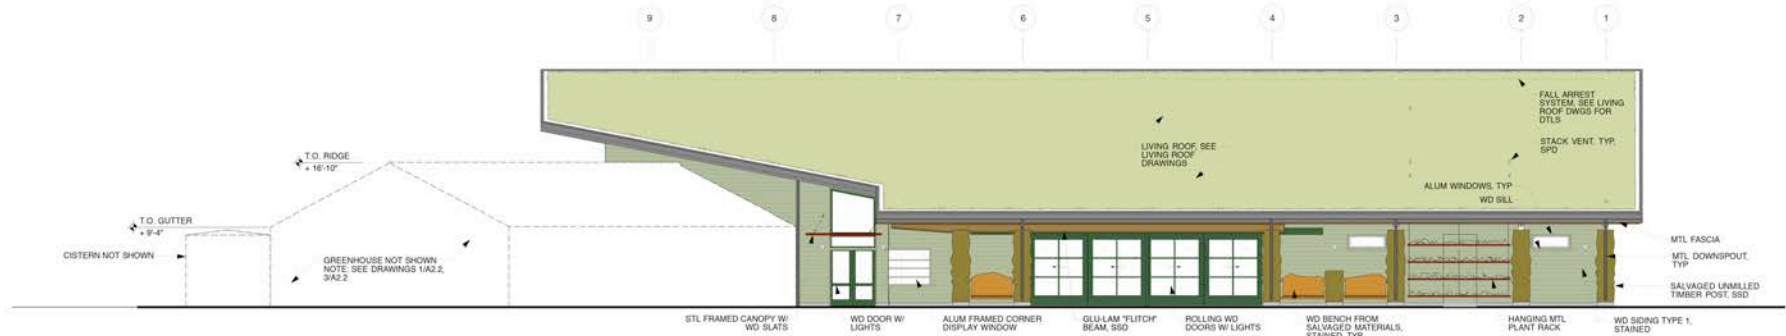 9 8 7 6 5 4 3 2 1
FALL ARREST
SYSTEM, SEE LIVING
ROOF DWGS FOR
DTLS
LIVING ROOF, SEE
LIVING ROOF
DRAWINGS
STACK VENT, TYP,
SPD
T.O. RIDGE
+ 16'-10"
ALUM WINDOWS, TYP
WD SILL
T.O. GUTTER
+ 9'-4"
CISTERN NOT SHOWN
GREENHOUSE NOT SHOWN
NOTE: SEE DRAWINGS 1/A2.2,
3/A2.2
MTL FASCIA
MTL DOWNSPOUT,
TYP
SALVAGED UNMILLED
TIMBER POST, SSD
STL FRAMED CANOPY W/
WD SLATS
WD DOOR W/
LIGHTS
ALUM FRAMED CORNER
DISPLAY WINDOW
GLU-LAM "FLITCH"
BEAM, SSD
ROLLING WD
DOORS W/ LIGHTS
WD BENCH FROM
SALVAGED MATERIALS,
STAINED, TYP
HANGING MTL
PLANT RACK
WD SIDING TYPE 1,
STAINED